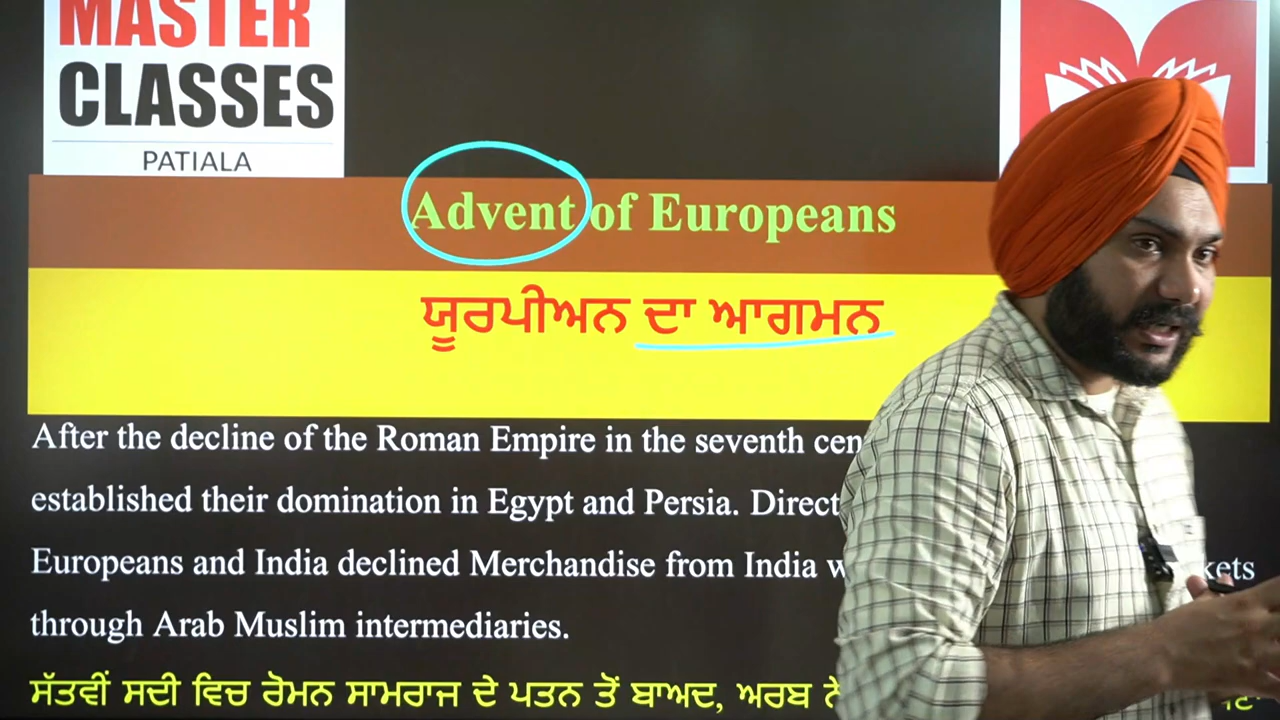 MASTER
CLASSES
PATIALA
Advent of Europeans
ਯੂਰਪੀਅਨ ਦਾ ਆਗਮਨ
After the decline of the Roman Empire in the seventh
established their domination in Egypt and Persia. Direct
Europeans and India declined Merchandise from India
through Arab Muslim intermediaries.
ਸੱਤਵੀਂ ਸਦੀ ਵਿਚ ਰੋਮਨ ਸਾਮਰਾਜ ਦੇ ਪਤਨ ਤੋਂ ਬਾਅਦ, ਅਰਬ ਨੇ